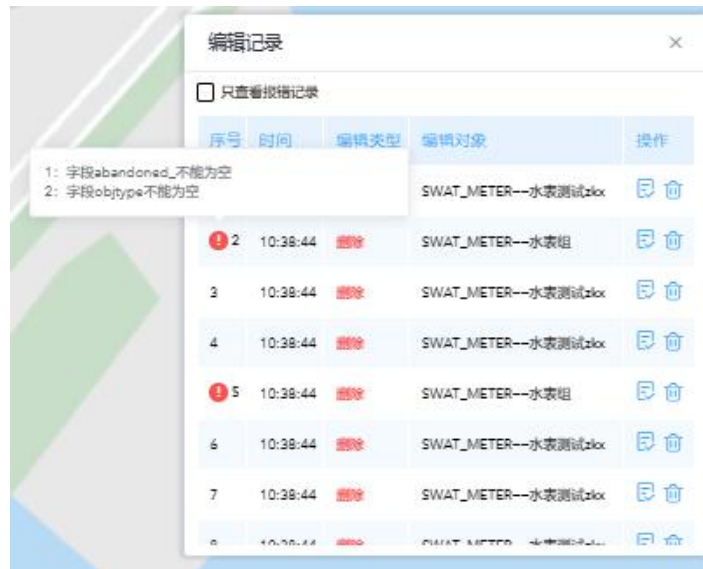 编辑记录
只查看报错记录
序号 时间 编辑类型 编辑对象 操作
1：字段abandoned_不能为空
2：字段objtype不能为空
SWAT_METER--水表测试zkx
2 10:38:44 删除 SWAT_METER--水表组
3 10:38:44 删除 SWAT_METER--水表测试zkx
4 10:38:44 删除 SWAT_METER--水表测试zkx
5 10:38:44 删除 SWAT_METER--水表组
6 10:38:44 删除 SWAT_METER--水表测试zkx
7 10:38:44 删除 SWAT_METER--水表测试zkx